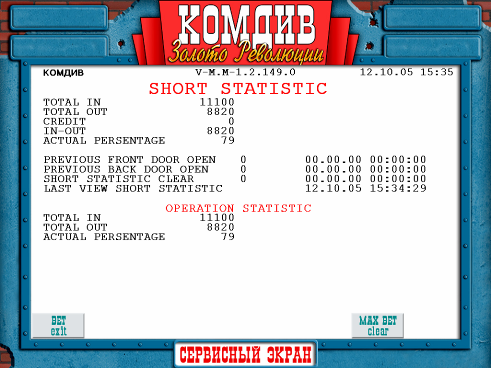 КОМДИВ
Золото Революции
КОМДИВ V-M.M-1.2.149.0 12.10.05 15:35
SHORT STATISTIC
TOTAL IN 11100
TOTAL OUT 8820
CREDIT 0
IN-OUT 8820
ACTUAL PERSENTAGE 79
PREVIOUS FRONT DOOR OPEN 0 00.00.00 00:00:00
PREVIOUS BACK DOOR OPEN 0 00.00.00 00:00:00
SHORT STATISTIC CLEAR 0 00.00.00 00:00:00
LAST VIEW SHORT STATISTIC 12.10.05 15:34:29
OPERATION STATISTIC
TOTAL IN 11100
TOTAL OUT 8820
ACTUAL PERSENTAGE 79
BET MAX BET
exit clear
СЕРВИСНЫЙ ЭКРАН